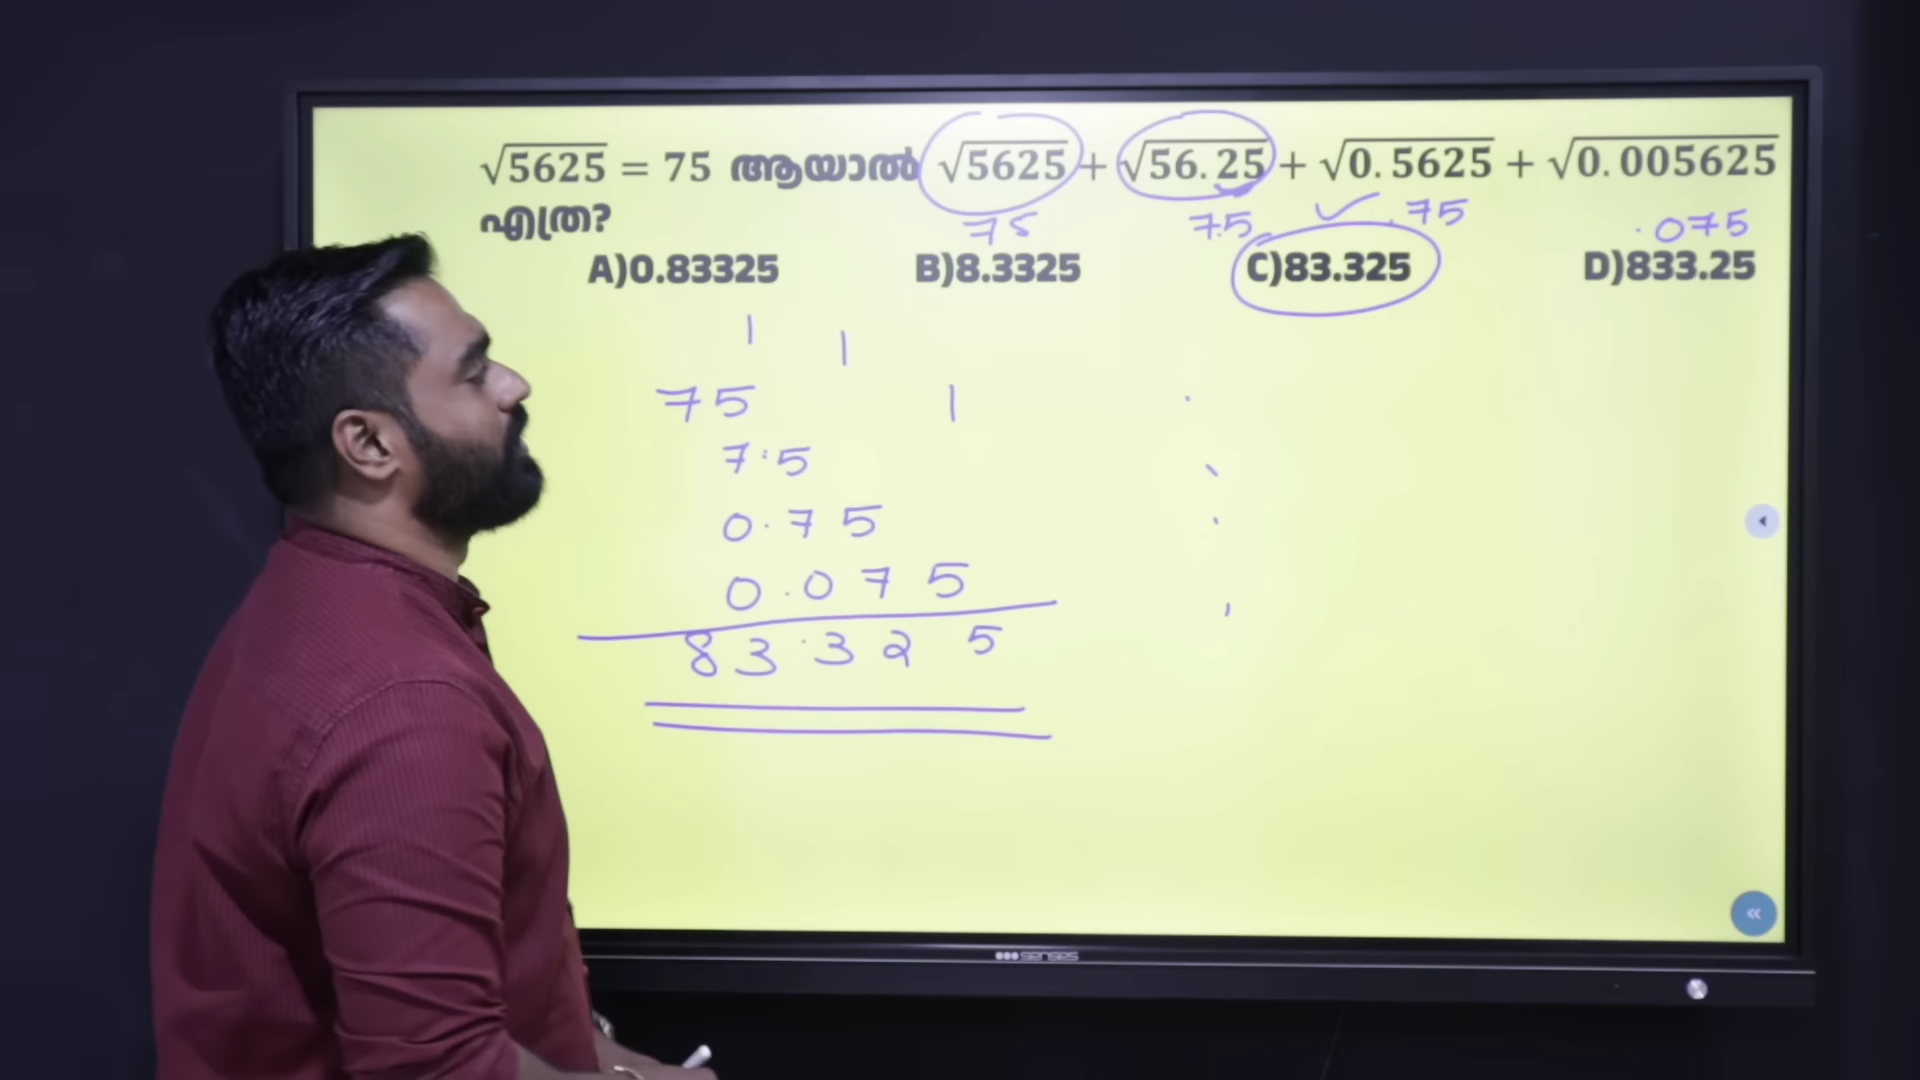 √5625 = 75 ആയാൽ √5625 + √56.25 + √0.5625 + √0.005625
എത്ര?
75 7.5 .75 .075
A)0.83325 B)8.3325 C)83.325 D)833.25
1 1 1
75
7.5
0.75
0.075
83.325
senses